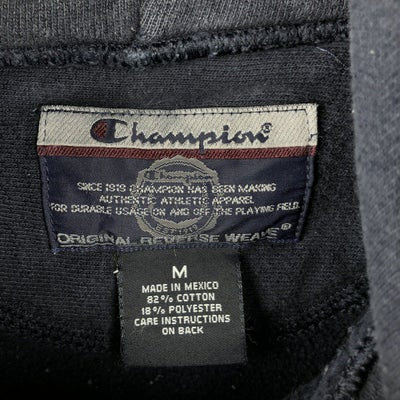 Champion®
SINCE 1919 CHAMPION HAS BEEN MAKING
AUTHENTIC ATHLETIC APPAREL
FOR DURABLE USAGE ON AND OFF THE PLAYING FIELD.
ORIGINAL REVERSE WEAVE®
M
MADE IN MEXICO
82% COTTON
18% POLYESTER
CARE INSTRUCTIONS
ON BACK